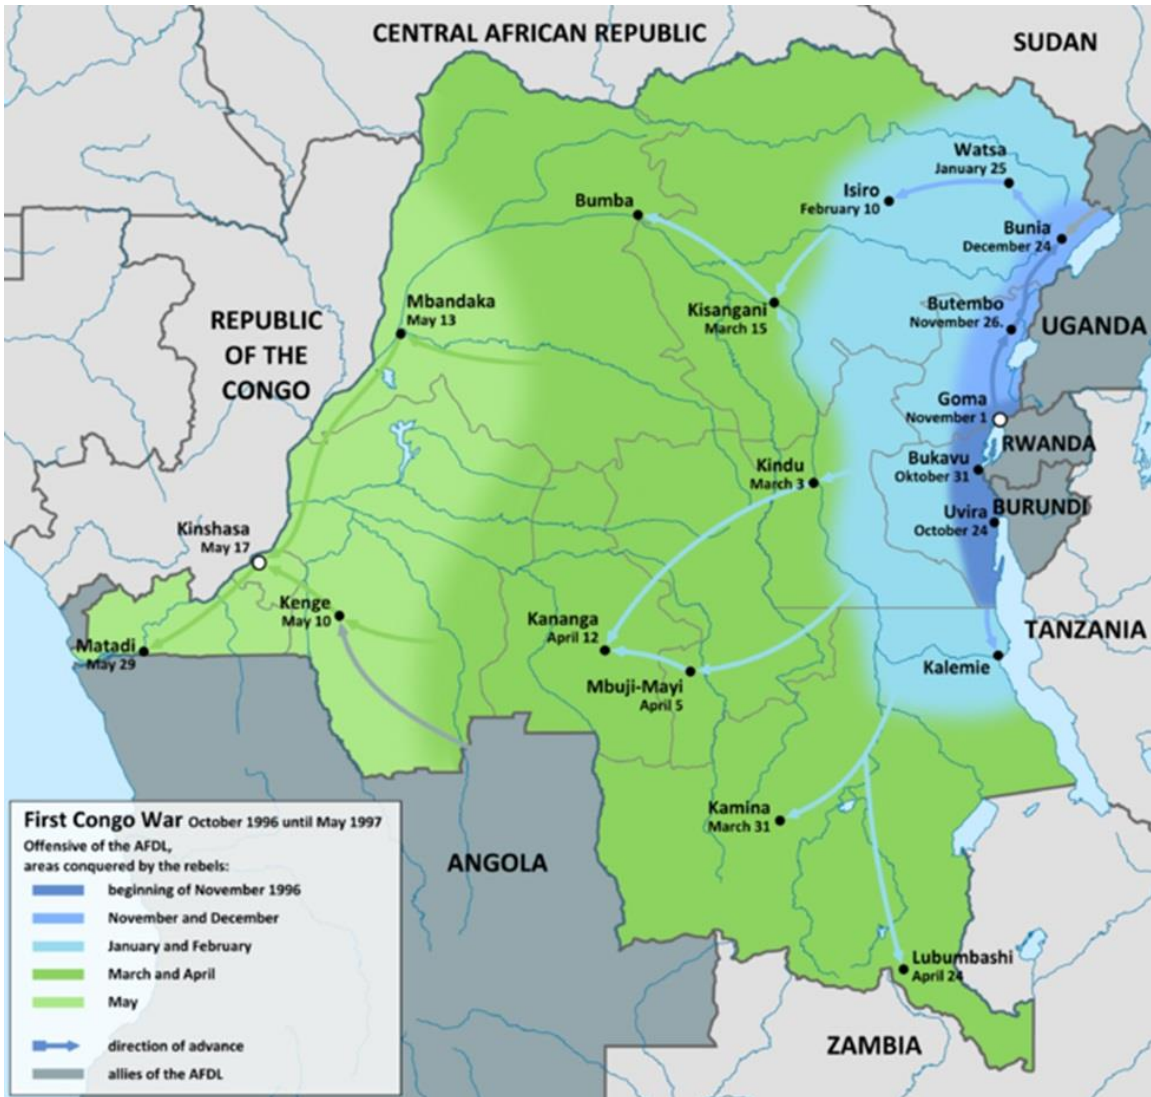 CENTRAL AFRICAN REPUBLIC
SUDAN
Watsa
January 25
Isiro
February 10
Bumba
Bunia
December 24
Mbandaka
May 13
Kisangani
March 15
Butembo
November 26.
UGANDA
REPUBLIC
OF THE
CONGO
Goma
November 1
RWANDA
Bukavu
Oktober 31
Kindu
March 3
Uvira
October 24
BURUNDI
Kinshasa
May 17
Kenge
May 10
Kananga
April 12
TANZANIA
Matadi
May 29
Kalemie
Mbuji-Mayi
April 5
Kamina
March 31
ANGOLA
Lubumbashi
April 24
ZAMBIA
First Congo War October 1996 until May 1997
Offensive of the AFDL,
areas conquered by the rebels:
beginning of November 1996
November and December
January and February
March and April
May
direction of advance
allies of the AFDL